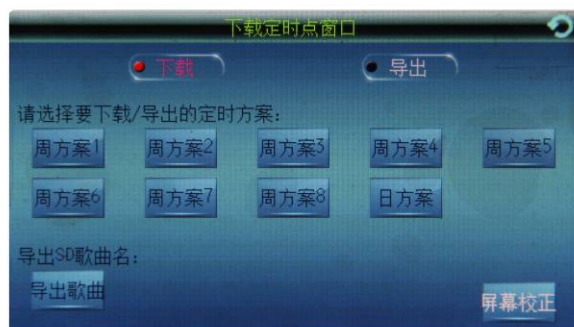 下载定时点窗口
下载 导出
请选择要下载/导出的定时方案:
周方案1 周方案2 周方案3 周方案4 周方案5
周方案6 周方案7 周方案8 日方案
导出SD歌曲名:
导出歌曲 屏幕校正